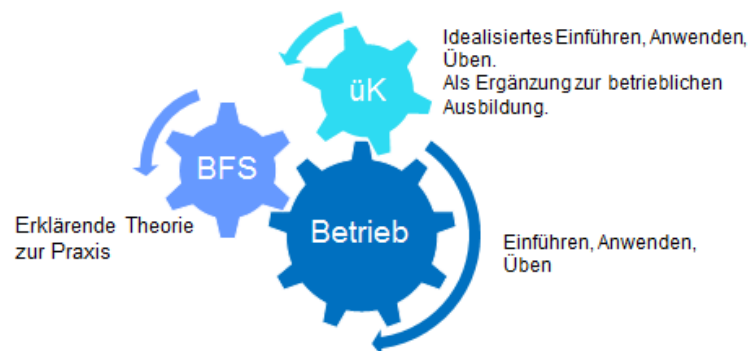 Idealisiertes Einführen, Anwenden,
Üben.
Als Ergänzung zur betrieblichen
Ausbildung.
üK
BFS
Erklärende Theorie
zur Praxis
Betrieb
Einführen, Anwenden,
Üben